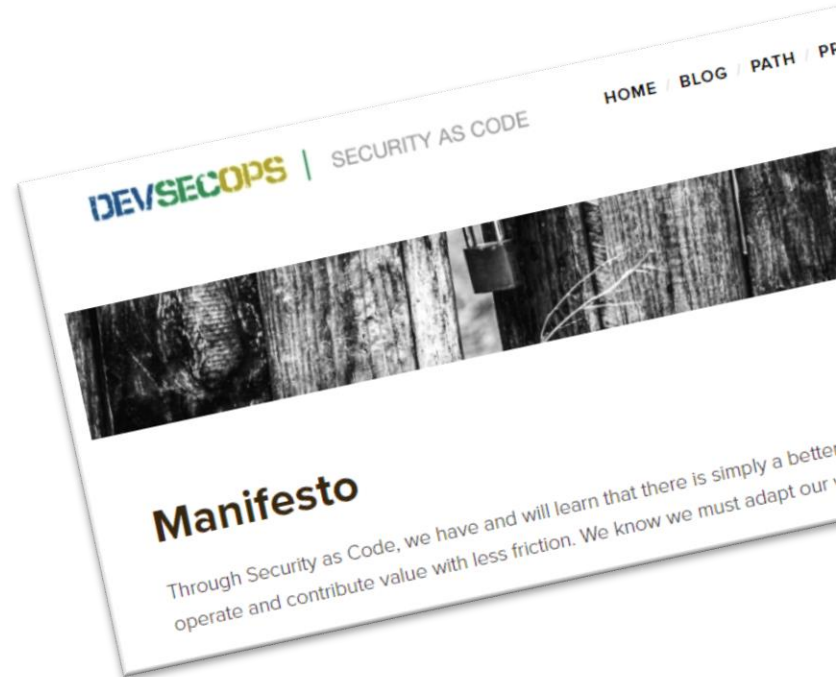 DEVSECOPS | SECURITY AS CODE
HOME / BLOG / PATH /
Manifesto
Through Security as Code, we have and will learn that there is simply a better
operate and contribute value with less friction. We know we must adapt our